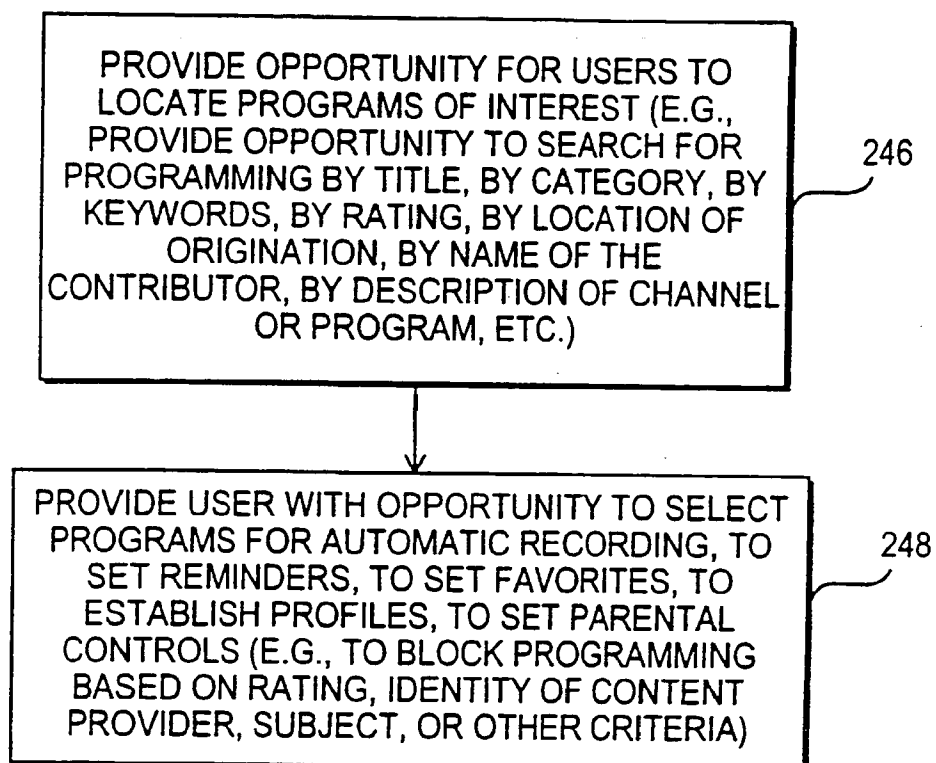 PROVIDE OPPORTUNITY FOR USERS TO
LOCATE PROGRAMS OF INTEREST (E.G.,
PROVIDE OPPORTUNITY TO SEARCH FOR
PROGRAMMING BY TITLE, BY CATEGORY, BY
KEYWORDS, BY RATING, BY LOCATION OF
ORIGINATION, BY NAME OF THE
CONTRIBUTOR, BY DESCRIPTION OF CHANNEL
OR PROGRAM, ETC.)
246
PROVIDE USER WITH OPPORTUNITY TO SELECT
PROGRAMS FOR AUTOMATIC RECORDING, TO
SET REMINDERS, TO SET FAVORITES, TO
ESTABLISH PROFILES, TO SET PARENTAL
CONTROLS (E.G., TO BLOCK PROGRAMMING
BASED ON RATING, IDENTITY OF CONTENT
PROVIDER, SUBJECT, OR OTHER CRITERIA)
248